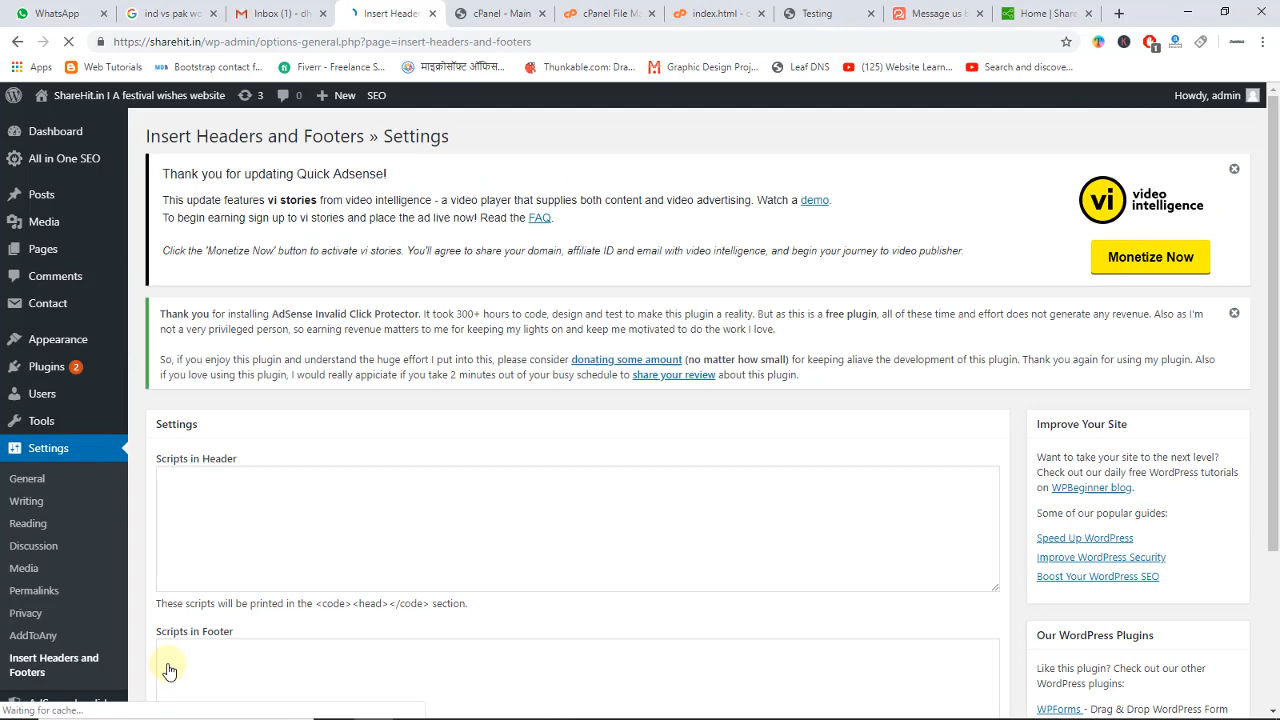 WhatsApp
ind vs pak wo
Inbox (1) - dh
Insert Header
cPanel - Main
cPanel File M
index.html - c
Testing
Message us
Home | Share
https://sharehit.in/wp-admin/options-general.php?page=insert-headers-and-footers
Apps
Web Tutorials
Bootstrap contact f...
Fiverr - Freelance S...
माइक्रोसॉफ्ट ऑफिस...
Thunkable.com: Dra...
Graphic Design Proj...
Leaf DNS
(125) Website Learn...
Search and discove...
ShareHit.in I A festival wishes website
3
0
New
SEO
Howdy, admin
Dashboard
All in One SEO
Posts
Media
Pages
Comments
Contact
Appearance
Plugins 2
Users
Tools
Settings
General
Writing
Reading
Discussion
Media
Permalinks
Privacy
AddToAny
Insert Headers and
Footers
Insert Headers and Footers » Settings
Thank you for updating Quick Adsense!
This update features vi stories from video intelligence - a video player that supplies both content and video advertising. Watch a demo.
To begin earning sign up to vi stories and place the ad live now! Read the FAQ.
Click the 'Monetize Now' button to activate vi stories. You'll agree to share your domain, affiliate ID and email with video intelligence, and begin your journey to video publisher.
vi video
intelligence
Monetize Now
Thank you for installing AdSense Invalid Click Protector. It took 300+ hours to code, design and test to make this plugin a reality. But as this is a free plugin, all of these time and effort does not generate any revenue. Also as I'm
not a very privileged person, so earning revenue matters to me for keeping my lights on and keep me motivated to do the work I love.
So, if you enjoy this plugin and understand the huge effort I put into this, please consider donating some amount (no matter how small) for keeping aliave the development of this plugin. Thank you again for using my plugin. Also
if you love using this plugin, I would really appiciate if you take 2 minutes out of your busy schedule to share your review about this plugin.
Settings
Scripts in Header
These scripts will be printed in the <code><head></code> section.
Scripts in Footer
Improve Your Site
Want to take your site to the next level?
Check out our daily free WordPress tutorials
on WPBeginner blog.
Some of our popular guides:
Speed Up WordPress
Improve WordPress Security
Boost Your WordPress SEO
Our WordPress Plugins
Like this plugin? Check out our other
WordPress plugins:
WPForms - Drag & Drop WordPress Form
Waiting for cache...